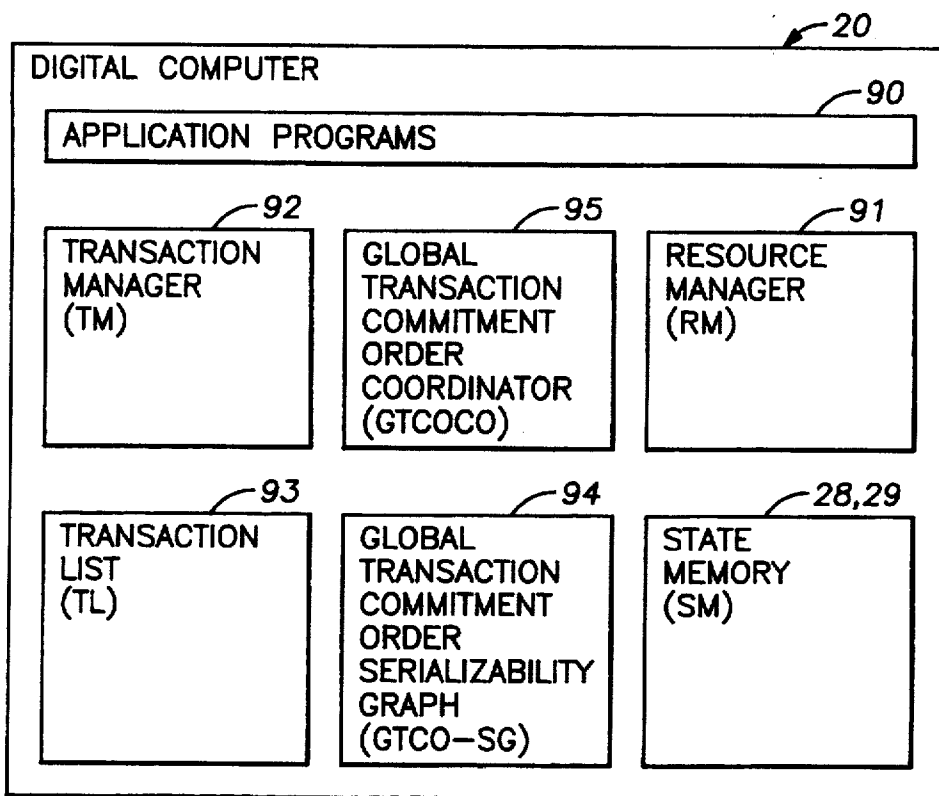 20
DIGITAL COMPUTER
90
APPLICATION PROGRAMS
92
TRANSACTION
MANAGER
(TM)
95
GLOBAL
TRANSACTION
COMMITMENT
ORDER
COORDINATOR
(GTCOCO)
91
RESOURCE
MANAGER
(RM)
93
TRANSACTION
LIST
(TL)
94
GLOBAL
TRANSACTION
COMMITMENT
ORDER
SERIALIZABILITY
GRAPH
(GTCO-SG)
28,29
STATE
MEMORY
(SM)